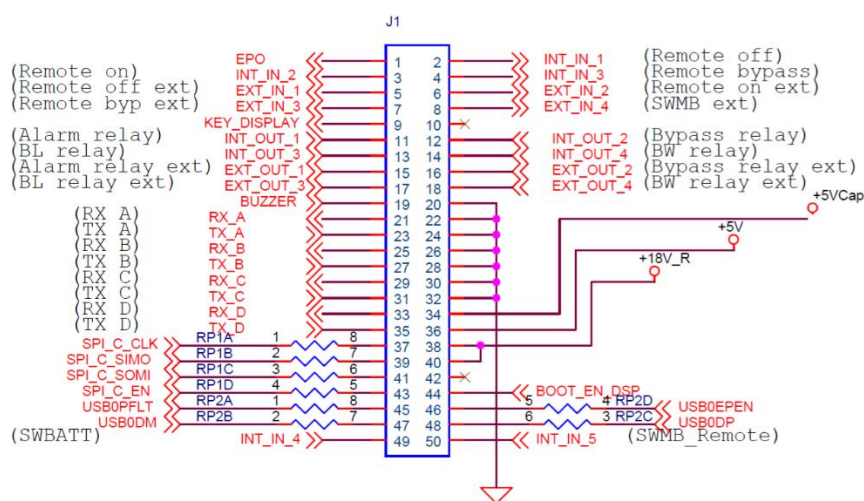 J1
EPO 1 2 INT_IN_1 (Remote off)
(Remote on) INT_IN_2 3 4 INT_IN_3 (Remote bypass)
(Remote off ext) EXT_IN_1 5 6 EXT_IN_2 (Remote on ext)
(Remote byp ext) EXT_IN_3 7 8 EXT_IN_4 (SWMB ext)
KEY_DISPLAY 9 10
(Alarm relay) INT_OUT_1 11 12 INT_OUT_2 (Bypass relay)
(BL relay) INT_OUT_3 13 14 INT_OUT_4 (BW relay)
(Alarm relay ext) EXT_OUT_1 15 16 EXT_OUT_2 (Bypass relay ext)
(BL relay ext) EXT_OUT_3 17 18 EXT_OUT_4 (BW relay ext)
BUZZER 19 20 +5VCap
(RX A) RX_A 21 22
(TX A) TX_A 23 24 +5V
(RX B) RX_B 25 26
(TX B) TX_B 27 28 +18V_R
(RX C) RX_C 29 30
(TX C) TX_C 31 32
(RX D) RX_D 33 34
(TX D) TX_D 35 36
SPI_C_CLK RP1A 1 8 37 38
SPI_C_SIMO RP1B 2 7 39 40
SPI_C_SOMI RP1C 3 6 41 42
SPI_C_EN RP1D 4 5 43 44 BOOT_EN_DSP
USB0PFLT RP2A 1 8 45 46 5 4 RP2D USB0EPEN
USB0DM RP2B 2 7 47 48 6 3 RP2C USB0DP
(SWBATT) INT_IN_4 49 50 INT_IN_5 (SWMB_Remote)